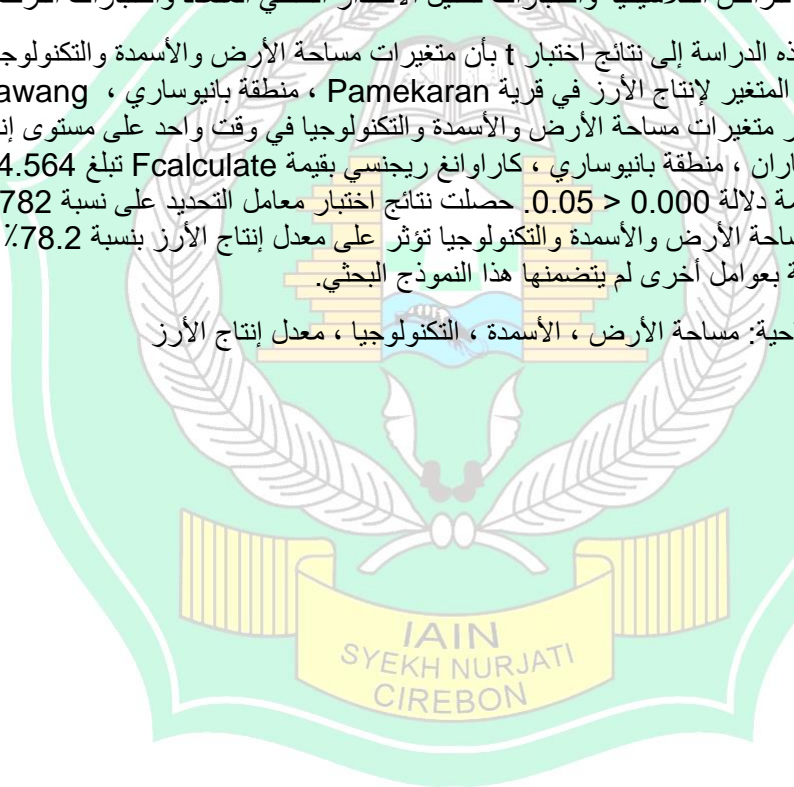 ذه الدراسة إلى نتائج اختبار t بأن متغيرات مساحة الأرض والأسمدة والتكنولوج
المتغير لإنتاج الأرز في قرية Pamekaran ، منطقة بانيوساري ، awang
ر متغيرات مساحة الأرض والأسمدة والتكنولوجيا في وقت واحد على مستوى إن
اران ، منطقة بانيوساري ، كاراوانغ ريجنسي بقيمة Fcalculate تبلغ 4.564
مة دلالة 0.000 < 0.05. حصلت نتائج اختبار معامل التحديد على نسبة 782
ساحة الأرض والأسمدة والتكنولوجيا تؤثر على معدل إنتاج الأرز بنسبة 78.2٪.
ة بعوامل أخرى لم يتضمنها هذا النموذج البحثي.
حية: مساحة الأرض ، الأسمدة ، التكنولوجيا ، معدل إنتاج الأرز
IAIN
SYEKH NURJATI
CIREBON